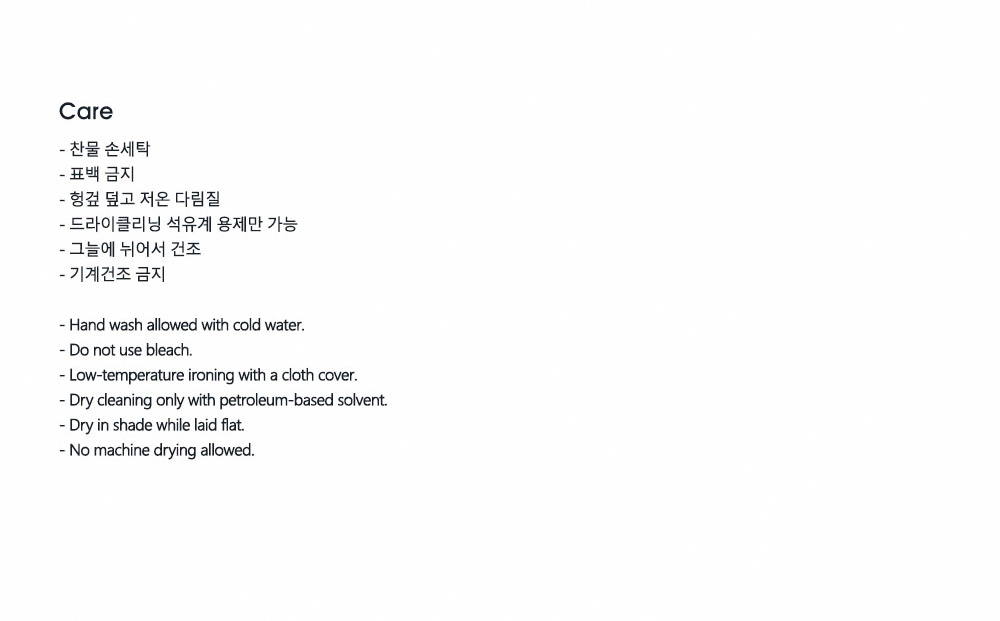 Care
- 찬물 손세탁
- 표백 금지
- 헝겊 덮고 저온 다림질
- 드라이클리닝 석유계 용제만 가능
- 그늘에 뉘어서 건조
- 기계건조 금지
- Hand wash allowed with cold water.
- Do not use bleach.
- Low-temperature ironing with a cloth cover.
- Dry cleaning only with petroleum-based solvent.
- Dry in shade while laid flat.
- No machine drying allowed.